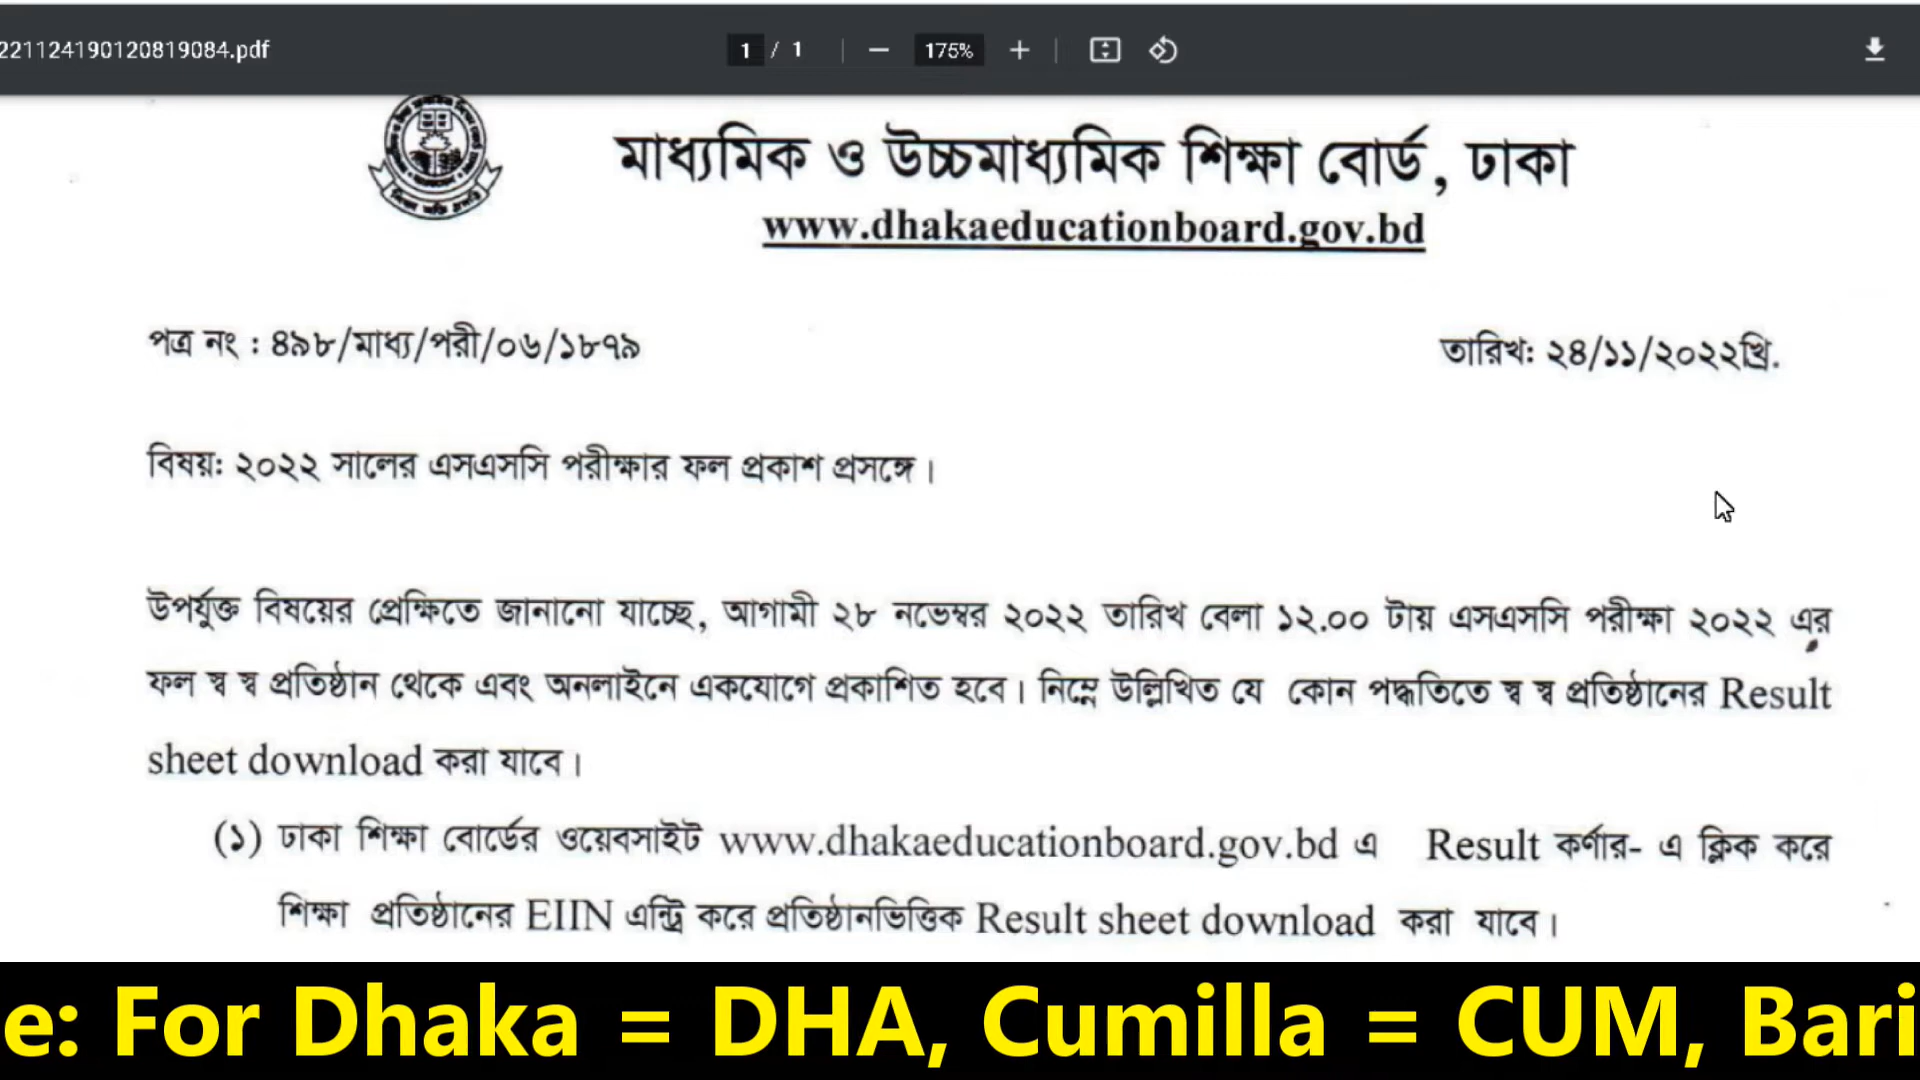 221124190120819084.pdf
1 / 1
175%
মাধ্যমিক ও উচ্চমাধ্যমিক শিক্ষা বোর্ড, ঢাকা
www.dhakaeducationboard.gov.bd
পত্র নং : ৪৯৮/মাধ্য/পরী/০৬/১৮৭৯
তারিখ: ২৪/১১/২০২২খ্রি.
বিষয়: ২০২২ সালের এসএসসি পরীক্ষার ফল প্রকাশ প্রসঙ্গে।
উপর্যুক্ত বিষয়ের প্রেক্ষিতে জানানো যাচ্ছে, আগামী ২৮ নভেম্বর ২০২২ তারিখ বেলা ১২.০০ টায় এসএসসি পরীক্ষা ২০২২ এর
ফল স্ব স্ব প্রতিষ্ঠান থেকে এবং অনলাইনে একযোগে প্রকাশিত হবে। নিম্নে উল্লিখিত যে কোন পদ্ধতিতে স্ব স্ব প্রতিষ্ঠানের Result
sheet download করা যাবে।
(১) ঢাকা শিক্ষা বোর্ডের ওয়েবসাইট www.dhakaeducationboard.gov.bd এ Result কর্ণার- এ ক্লিক করে
শিক্ষা প্রতিষ্ঠানের EIIN এন্ট্রি করে প্রতিষ্ঠানভিত্তিক Result sheet download করা যাবে।
e: For Dhaka = DHA, Cumilla = CUM, Bari